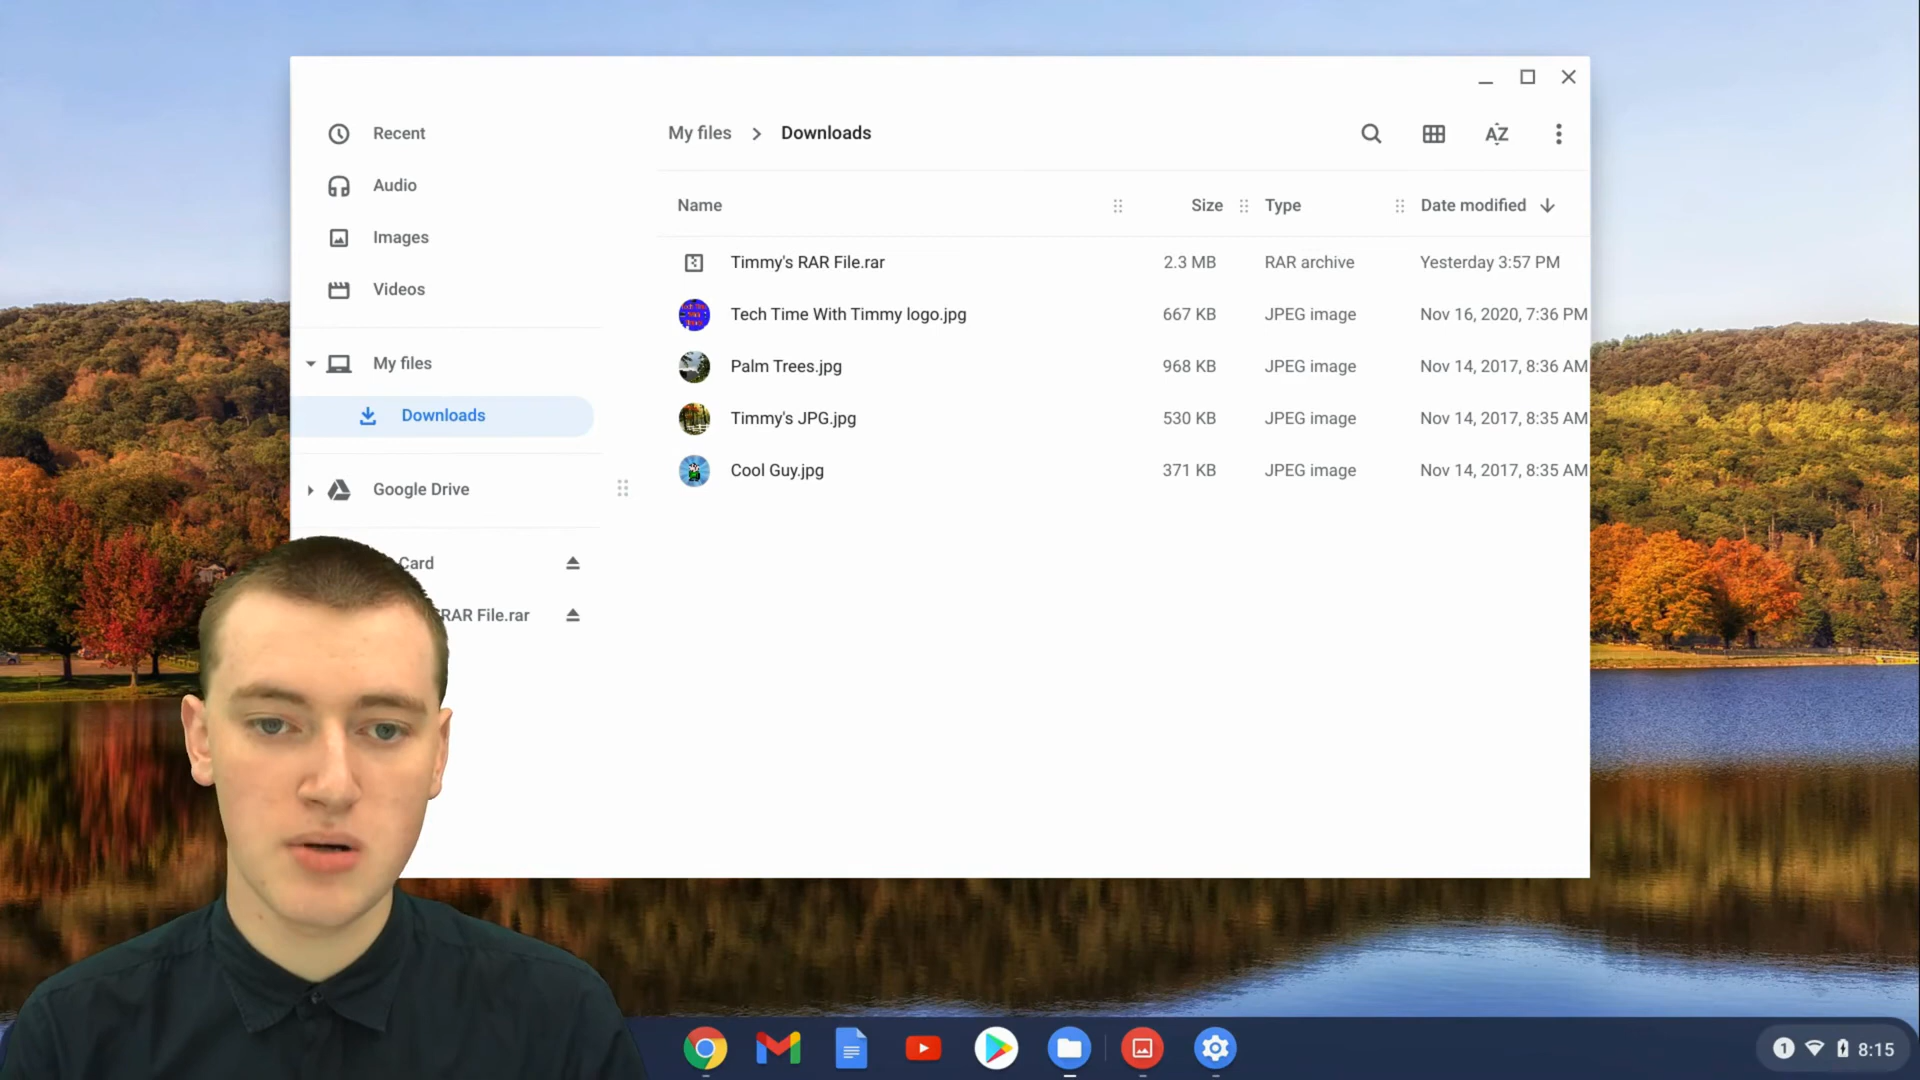 Recent
Audio
Images
Videos
My files
Downloads
Google Drive
Card
RAR File.rar
My files > Downloads
AZ
Name Size Type Date modified
Timmy's RAR File.rar 2.3 MB RAR archive Yesterday 3:57 PM
Tech Time With Timmy logo.jpg 667 KB JPEG image Nov 16, 2020, 7:36 PM
Palm Trees.jpg 968 KB JPEG image Nov 14, 2017, 8:36 AM
Timmy's JPG.jpg 530 KB JPEG image Nov 14, 2017, 8:35 AM
Cool Guy.jpg 371 KB JPEG image Nov 14, 2017, 8:35 AM
1 8:15